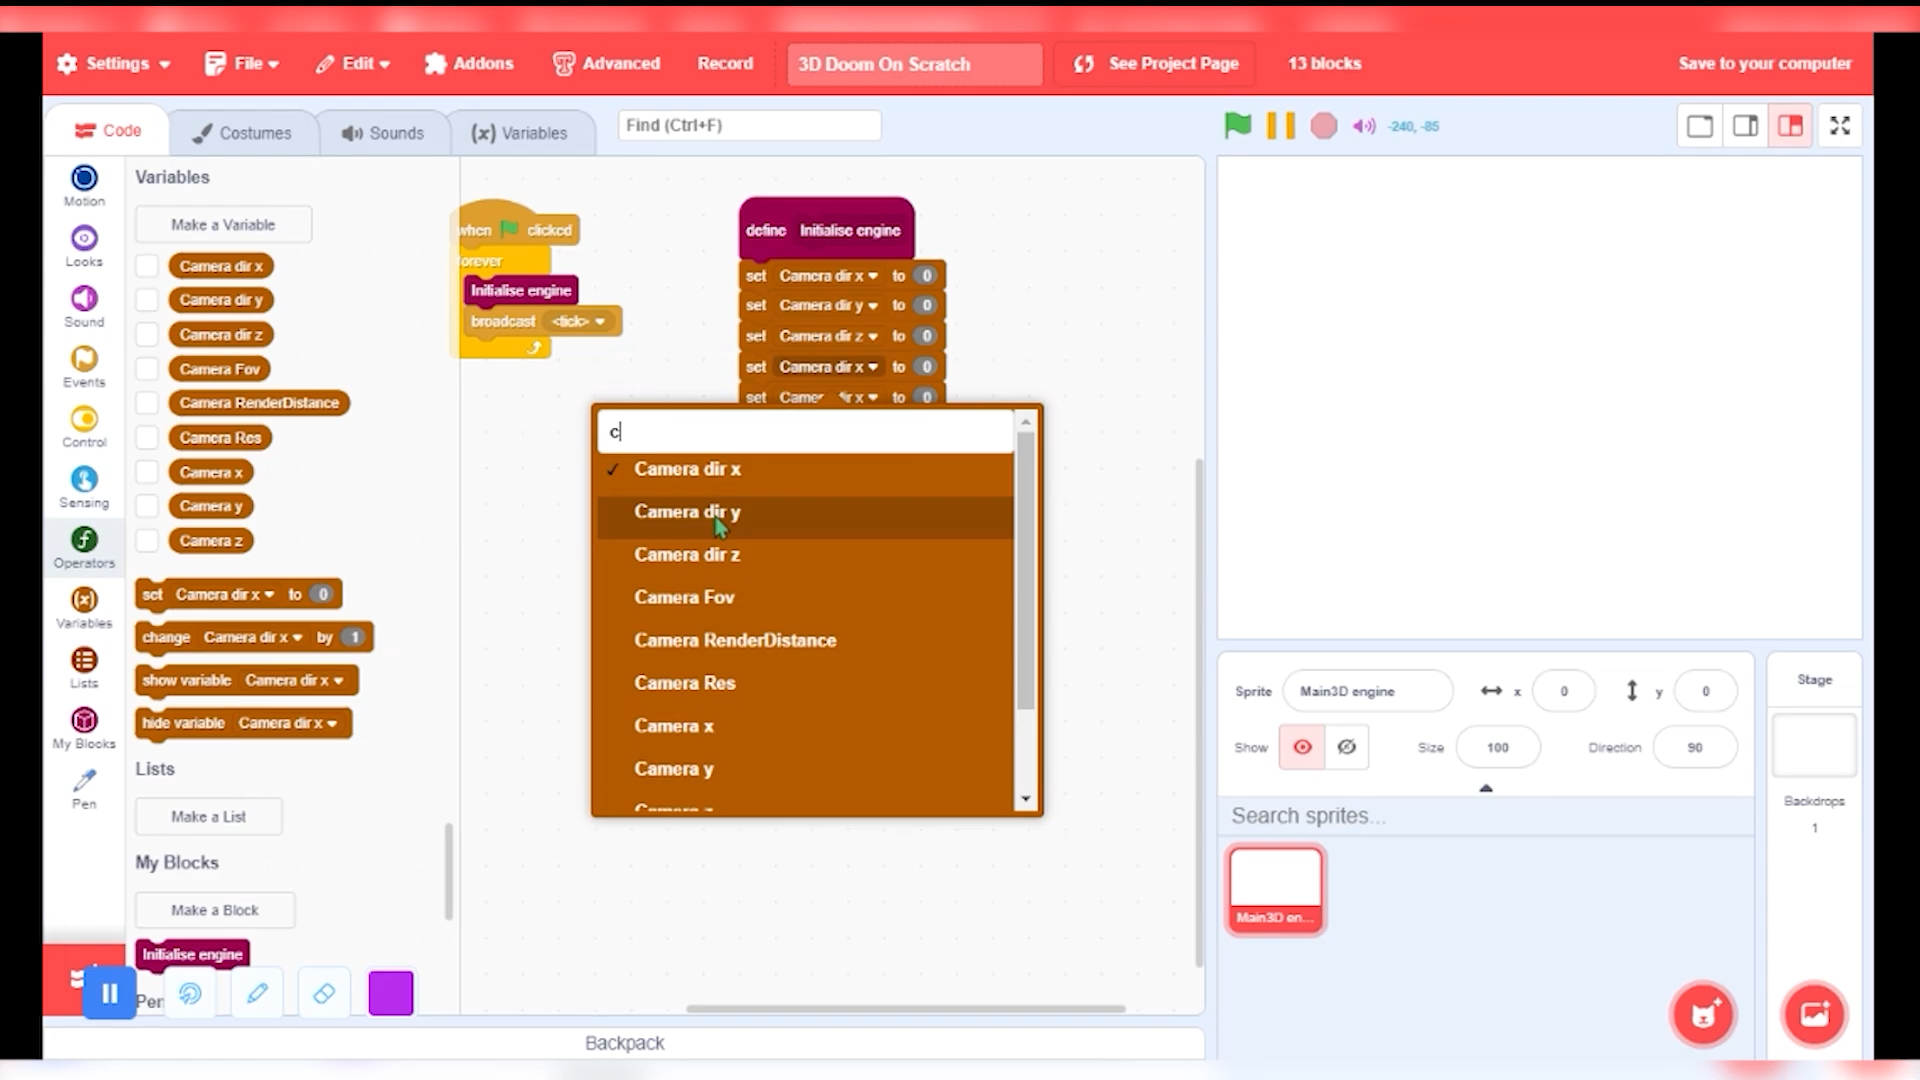 Settings File Edit Addons Advanced Record 3D Doom On Scratch See Project Page 13 blocks Save to your computer
Code Costumes Sounds (x) Variables Find (Ctrl+F) -240, -85
Motion
Looks
Sound
Events
Control
Sensing
Operators
(x)
Variables
Lists
My Blocks
Pen
Variables
Make a Variable
Camera dir x
Camera dir y
Camera dir z
Camera Fov
Camera RenderDistance
Camera Res
Camera x
Camera y
Camera z
set Camera dir x to 0
change Camera dir x by 1
show variable Camera dir x
hide variable Camera dir x
Lists
Make a List
My Blocks
Make a Block
Initialise engine
Pen
when clicked
forever
Initialise engine
broadcast <tick>
define Initialise engine
set Camera dir x to 0
set Camera dir y to 0
set Camera dir z to 0
set Camera dir x to 0
set Camera dir x to 0
c
✓ Camera dir x
Camera dir y
Camera dir z
Camera Fov
Camera RenderDistance
Camera Res
Camera x
Camera y
Camera z
Backpack
Sprite Main3D engine x 0 y 0
Show Size 100 Direction 90
Search sprites...
Main3D en...
Stage
Backdrops
1